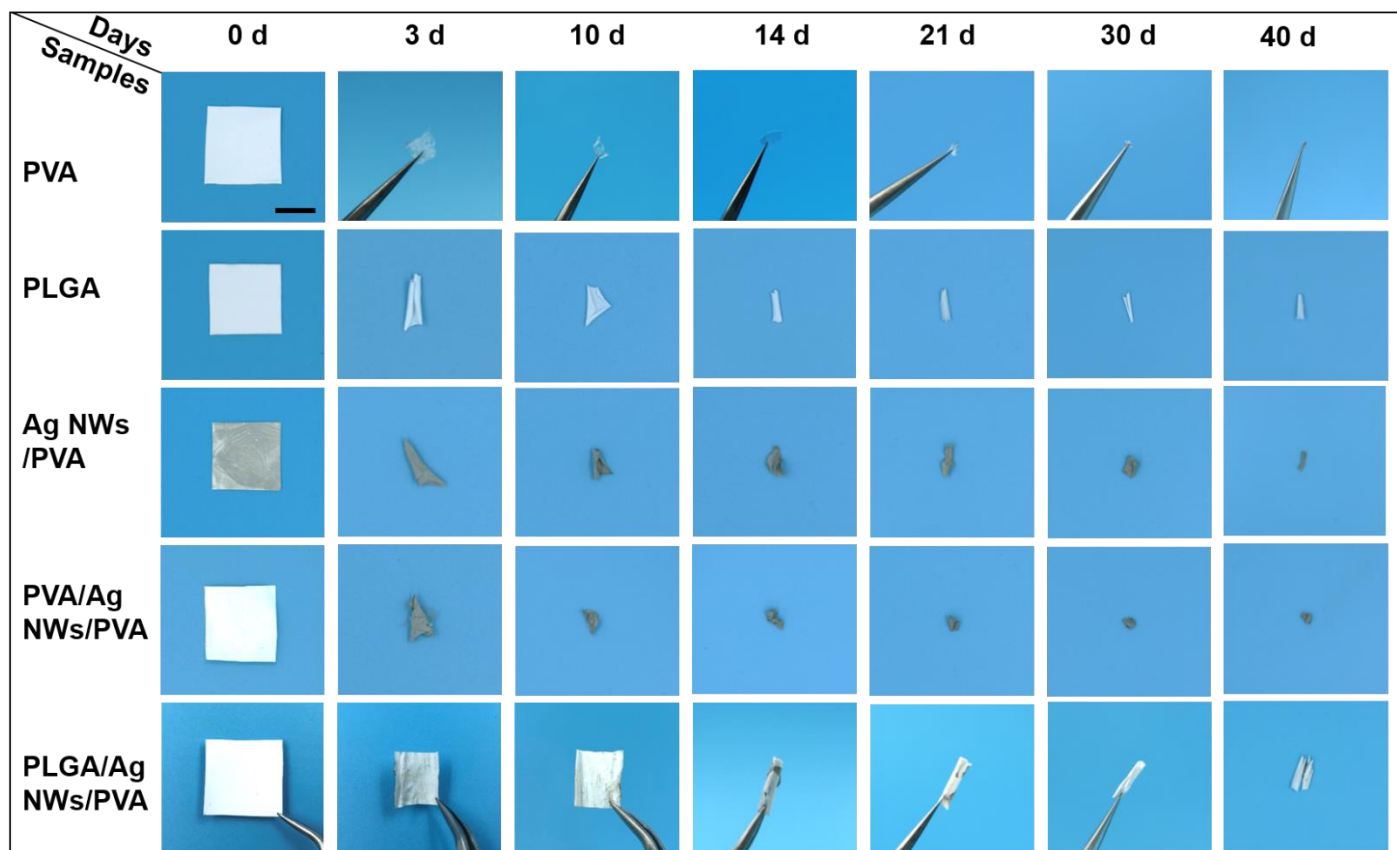 Days
Samples
0 d
3 d
10 d
14 d
21 d
30 d
40 d
PVA
PLGA
Ag NWs
/PVA
PVA/Ag
NWs/PVA
PLGA/Ag
NWs/PVA